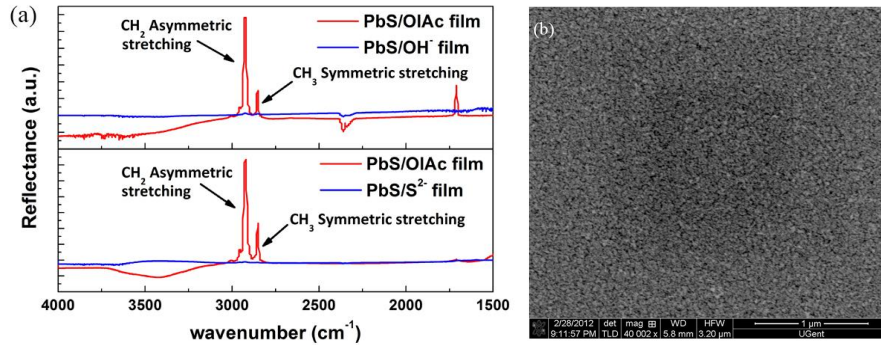 (a)
CH2 Asymmetric
stretching
PbS/OlAc film
PbS/OH- film
CH3 Symmetric stretching
CH2 Asymmetric
stretching
PbS/OlAc film
PbS/S2- film
CH3 Symmetric stretching
Reflectance (a.u.)
4000 3500 3000 2500 2000 1500
wavenumber (cm-1)
(b)
2/28/2012 det mag WD HFW 1 µm
9:11:57 PM TLD 40 002 x 5.8 mm 3.20 µm UGent